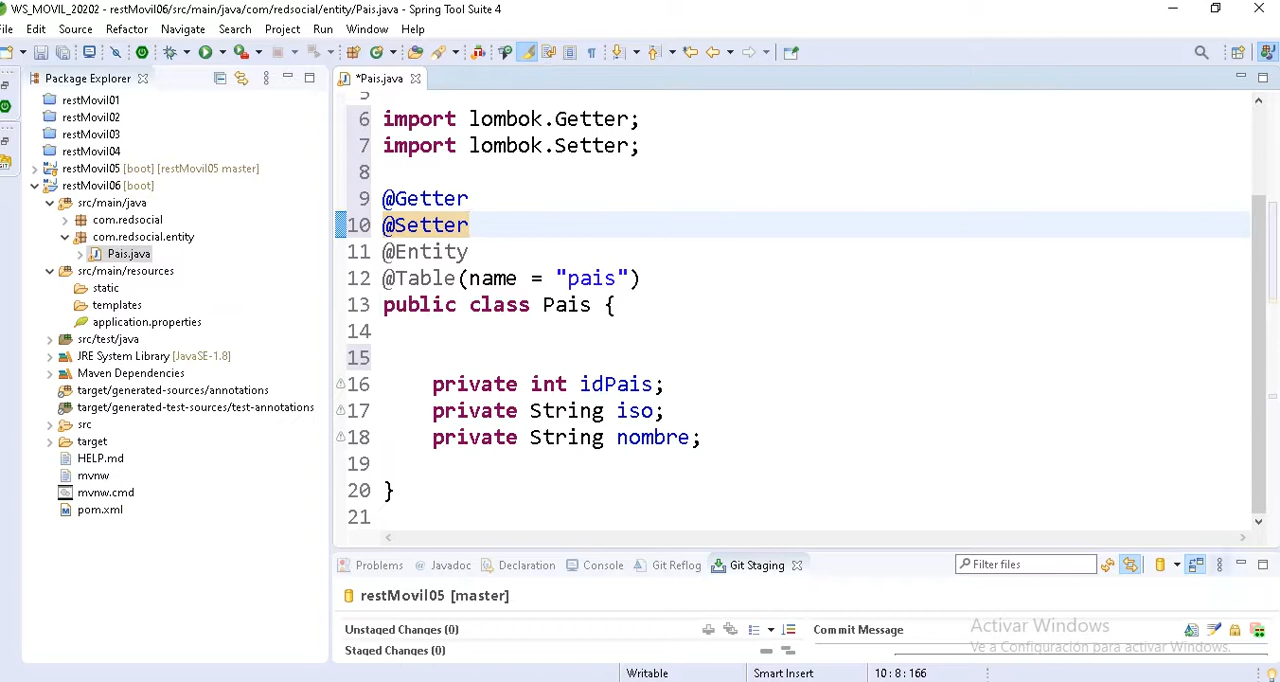 WS_MOVIL_20202 - restMovil06/src/main/java/com/redsocial/entity/Pais.java - Spring Tool Suite 4
File Edit Source Refactor Navigate Search Project Run Window Help
Package Explorer
restMovil01
restMovil02
restMovil03
restMovil04
restMovil05 [boot] [restMovil05 master]
restMovil06 [boot]
src/main/java
com.redsocial
com.redsocial.entity
Pais.java
src/main/resources
static
templates
application.properties
src/test/java
JRE System Library [JavaSE-1.8]
Maven Dependencies
target/generated-sources/annotations
target/generated-test-sources/test-annotations
src
target
HELP.md
mvnw
mvnw.cmd
pom.xml
*Pais.java
5
6 import lombok.Getter;
7 import lombok.Setter;
8
9 @Getter
10 @Setter
11 @Entity
12 @Table(name = "pais")
13 public class Pais {
14
15
16 private int idPais;
17 private String iso;
18 private String nombre;
19
20 }
21
Problems @ Javadoc Declaration Console Git Reflog Git Staging
Filter files
restMovil05 [master]
Unstaged Changes (0)
Staged Changes (0)
Commit Message
Activar Windows
Ve a Configuración para activar Windows.
Writable Smart Insert 10 : 8 : 166